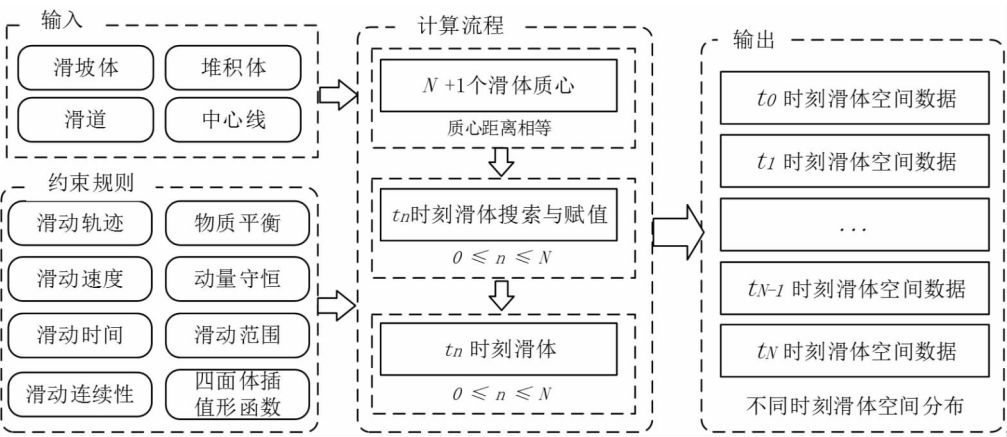 输入
滑坡体
堆积体
滑道
中心线
约束规则
滑动轨迹
物质平衡
滑动速度
动量守恒
滑动时间
滑动范围
滑动连续性
四面体插
值形函数
计算流程
N+1个滑体质心
质心距离相等
tn时刻滑体搜索与赋值
0 ≤ n ≤ N
tn 时刻滑体
0 ≤ n ≤ N
输出
t0 时刻滑体空间数据
t1 时刻滑体空间数据
...
tN-1 时刻滑体空间数据
tN 时刻滑体空间数据
不同时刻滑体空间分布